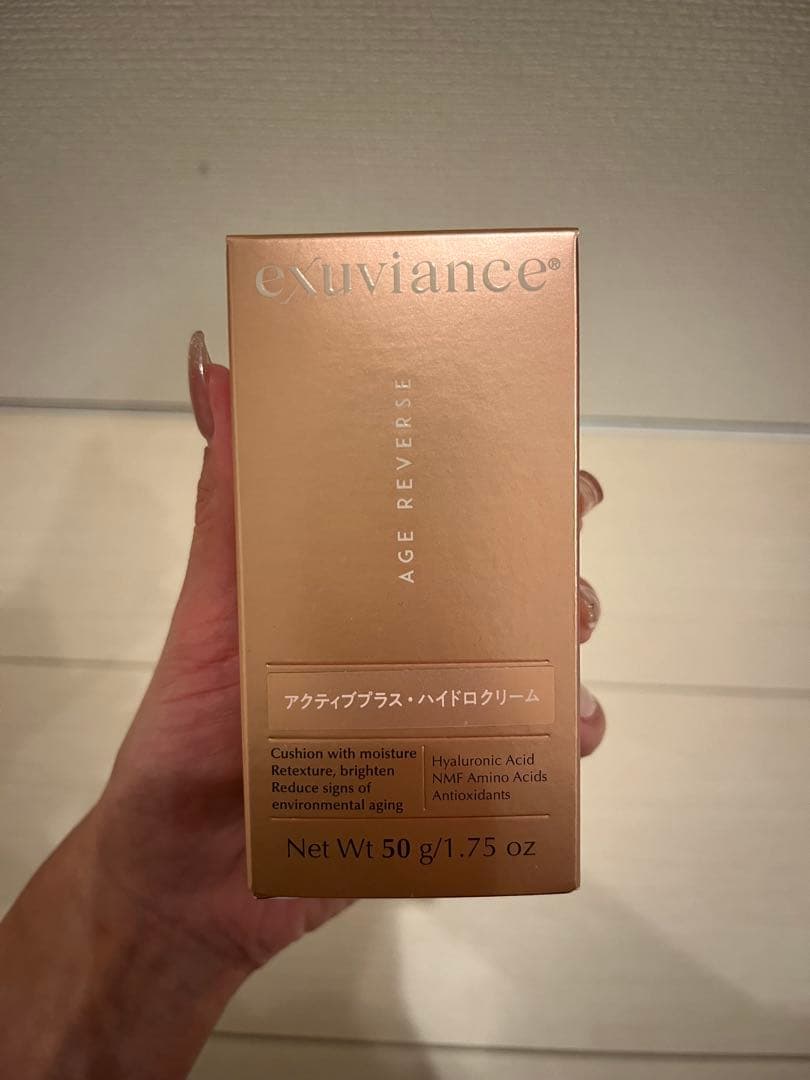 exuviance®
AGE REVERSE
アクティブプラス・ハイドロクリーム
Cushion with moisture
Retexture, brighten
Reduce signs of
environmental aging
Hyaluronic Acid
NMF Amino Acids
Antioxidants
Net Wt 50 g/1.75 oz